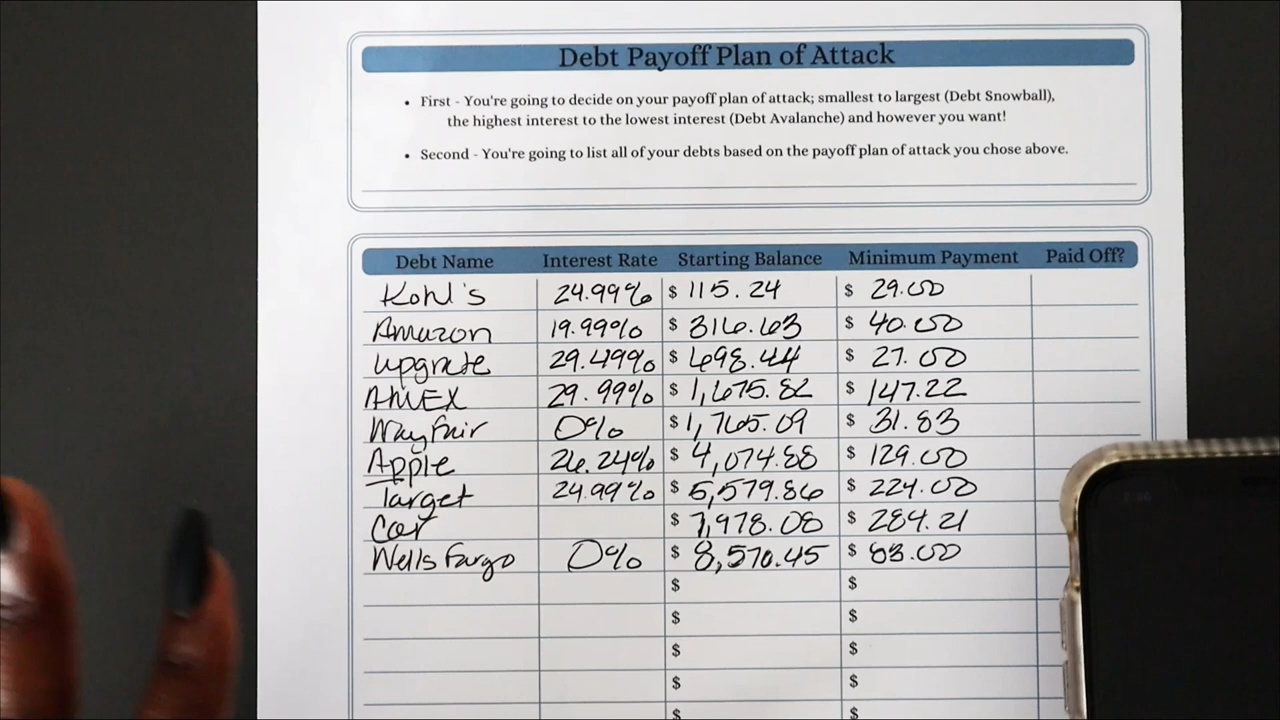 Debt Payoff Plan of Attack
• First - You're going to decide on your payoff plan of attack; smallest to largest (Debt Snowball),
the highest interest to the lowest interest (Debt Avalanche) and however you want!
• Second - You're going to list all of your debts based on the payoff plan of attack you chose above.
Debt Name Interest Rate Starting Balance Minimum Payment Paid Off?
Kohl's 24.99% $ 115.24 $ 29.00
Amazon 19.99% $ 316.63 $ 40.00
upgrate 29.49% $ 698.44 $ 27.00
AMEX 29.99% $ 1,675.82 $ 147.22
Wayfair 0% $ 1,765.09 $ 31.83
Apple 26.24% $ 4,074.88 $ 129.00
Target 24.99% $ 5,579.86 $ 224.00
Car $ 7,978.08 $ 284.21
Wells Fargo 0% $ 8,570.45 $ 83.00
$ $
$ $
$ $
$ $
$ $